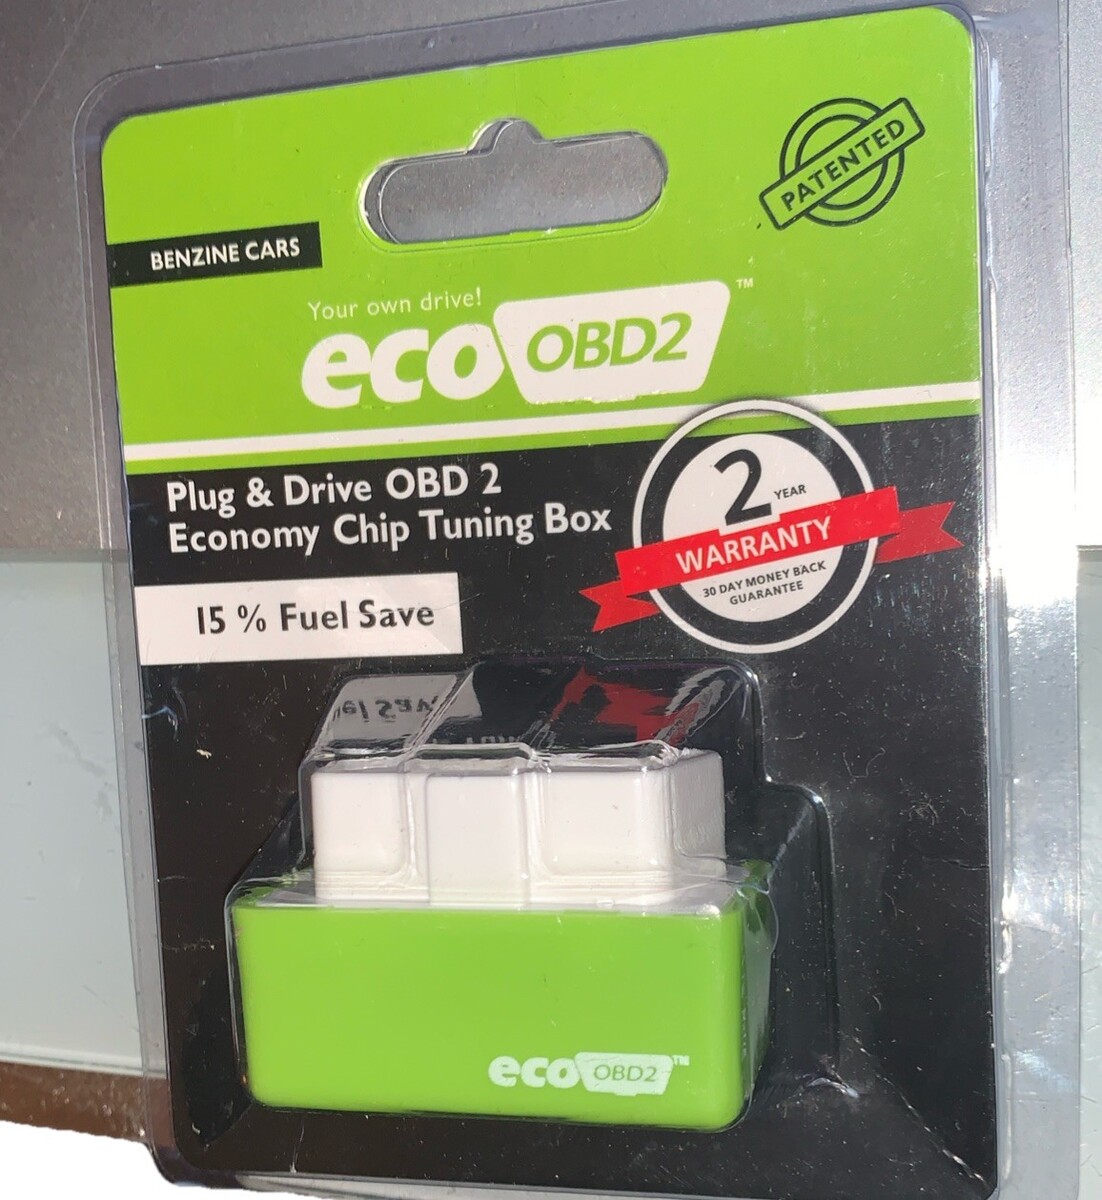 PATENTED
BENZINE CARS
Your own drive!
eco OBD2 ™
Plug & Drive OBD 2
Economy Chip Tuning Box
15 % Fuel Save
2 YEAR
WARRANTY
30 DAY MONEY BACK
GUARANTEE
eco OBD2 ™